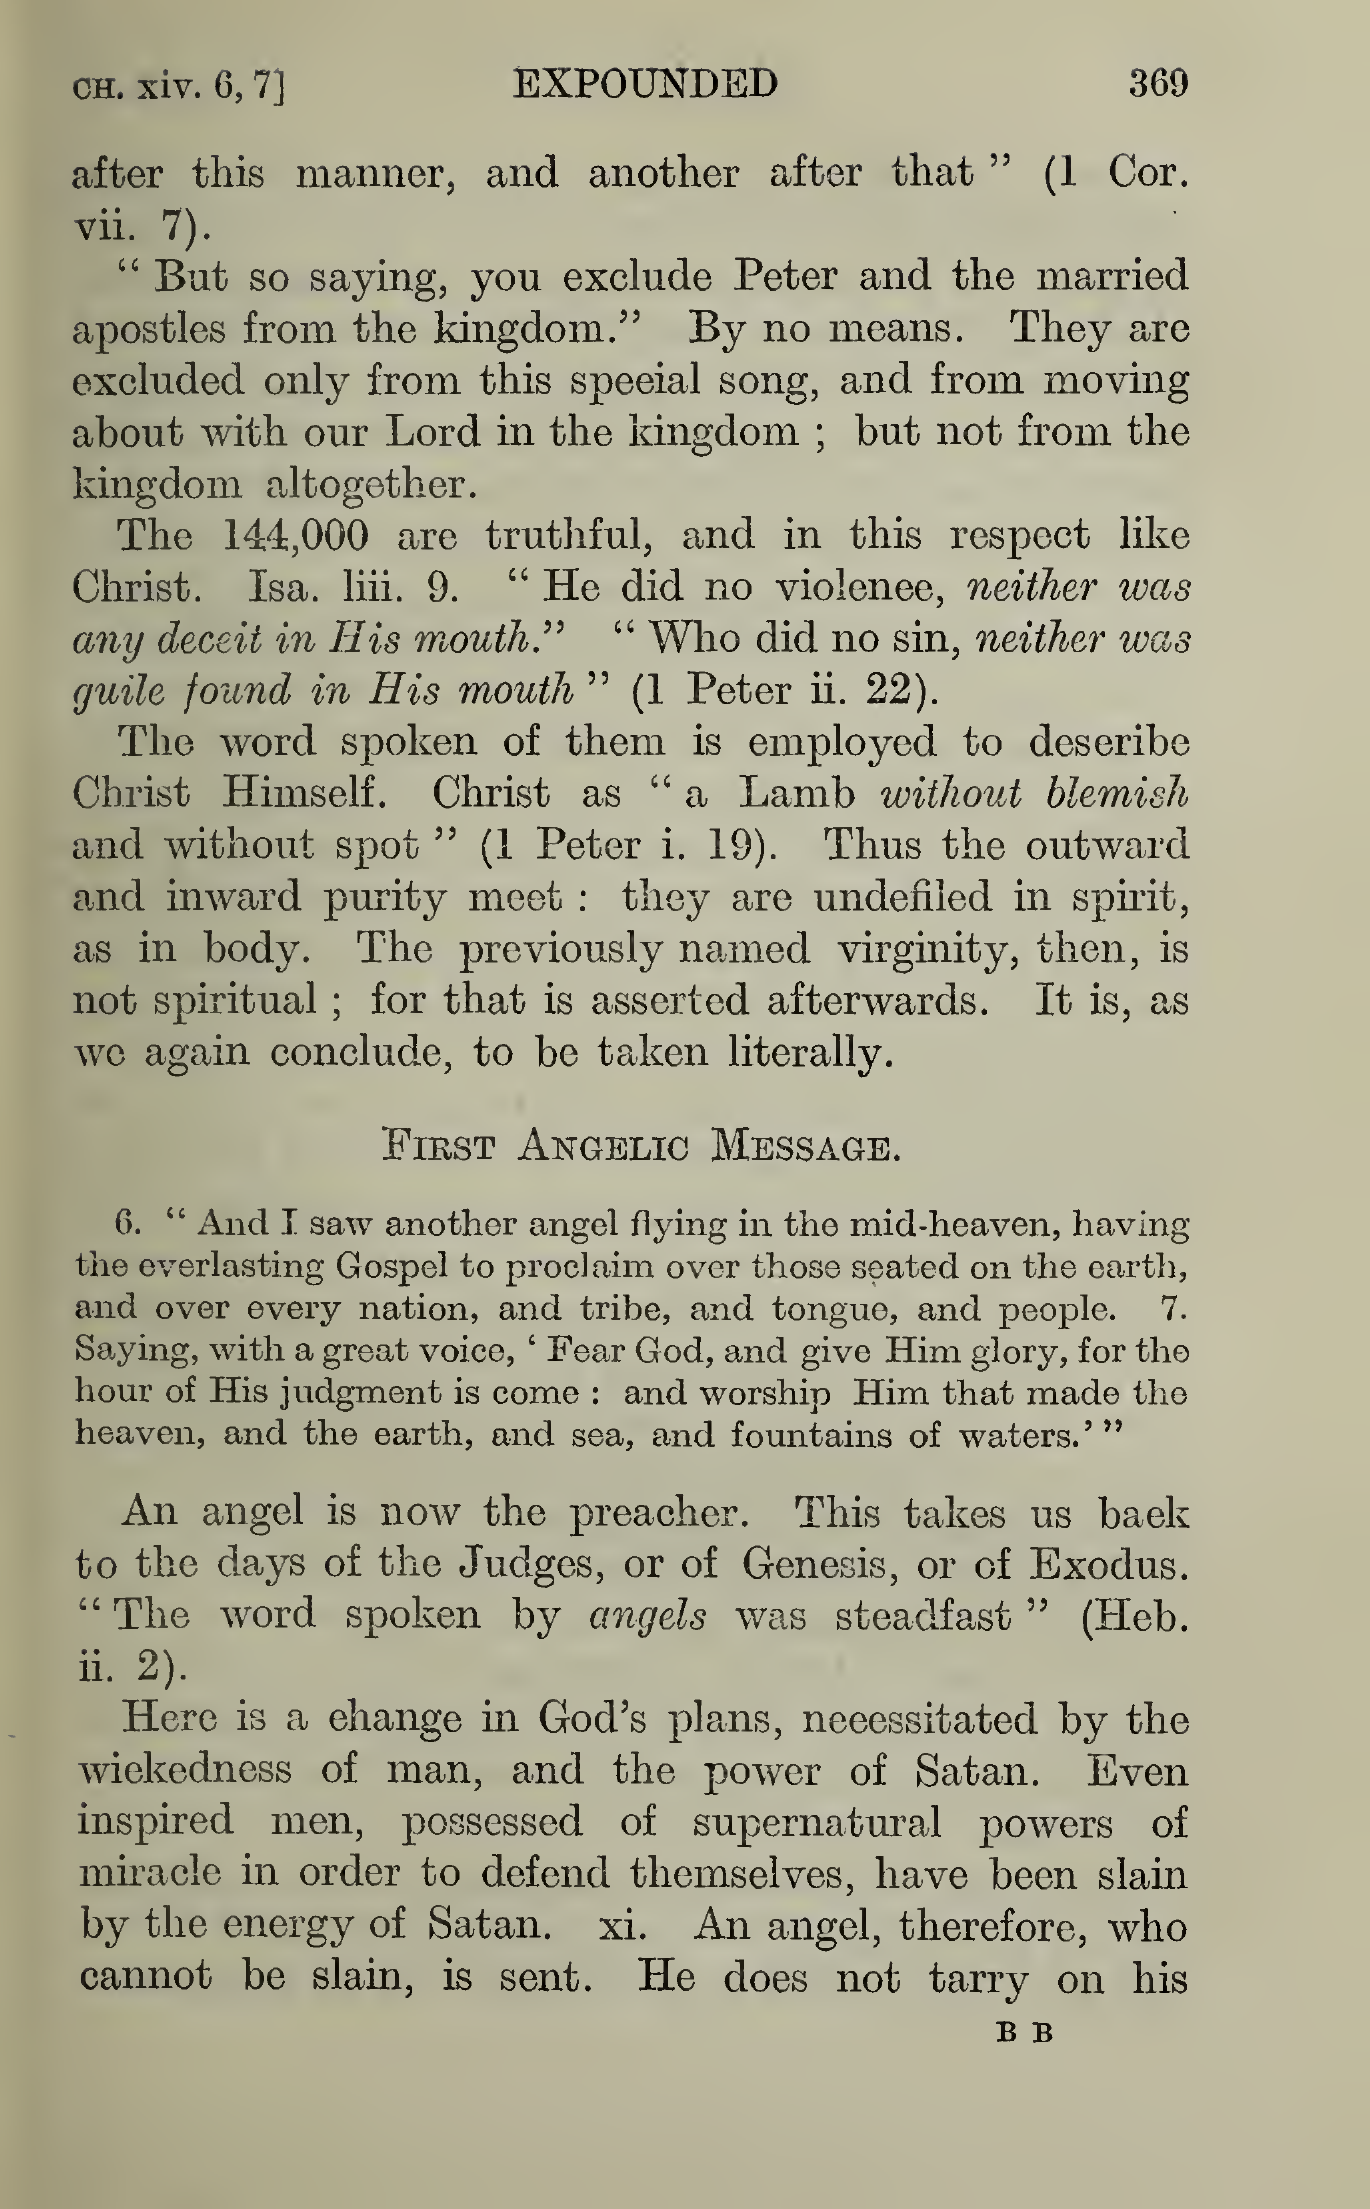 CH. xiv. 6, 7] EXPOUNDED 369
after this manner, and another after that " (1 Cor.
vii. 7).
" But so saying, you exclude Peter and the married
apostles from the kingdom." By no means. They are
excluded only from this special song, and from moving
about with our Lord in the kingdom ; but not from the
kingdom altogether.
The 144,000 are truthful, and in this respect like
Christ. Isa. liii. 9. " He did no violence, neither was
any deceit in His mouth." " Who did no sin, neither was
guile found in His mouth " (1 Peter ii. 22).
The word spoken of them is employed to describe
Christ Himself. Christ as " a Lamb without blemish
and without spot " (1 Peter i. 19). Thus the outward
and inward purity meet : they are undefiled in spirit,
as in body. The previously named virginity, then, is
not spiritual ; for that is asserted afterwards. It is, as
we again conclude, to be taken literally.
FIRST ANGELIC MESSAGE.
6. " And I saw another angel flying in the mid-heaven, having
the everlasting Gospel to proclaim over those seated on the earth,
and over every nation, and tribe, and tongue, and people. 7.
Saying, with a great voice, ' Fear God, and give Him glory, for the
hour of His judgment is come : and worship Him that made the
heaven, and the earth, and sea, and fountains of waters.' "
An angel is now the preacher. This takes us back
to the days of the Judges, or of Genesis, or of Exodus.
" The word spoken by angels was steadfast " (Heb.
ii. 2).
Here is a change in God's plans, necessitated by the
wickedness of man, and the power of Satan. Even
inspired men, possessed of supernatural powers of
miracle in order to defend themselves, have been slain
by the energy of Satan. xi. An angel, therefore, who
cannot be slain, is sent. He does not tarry on his
B B